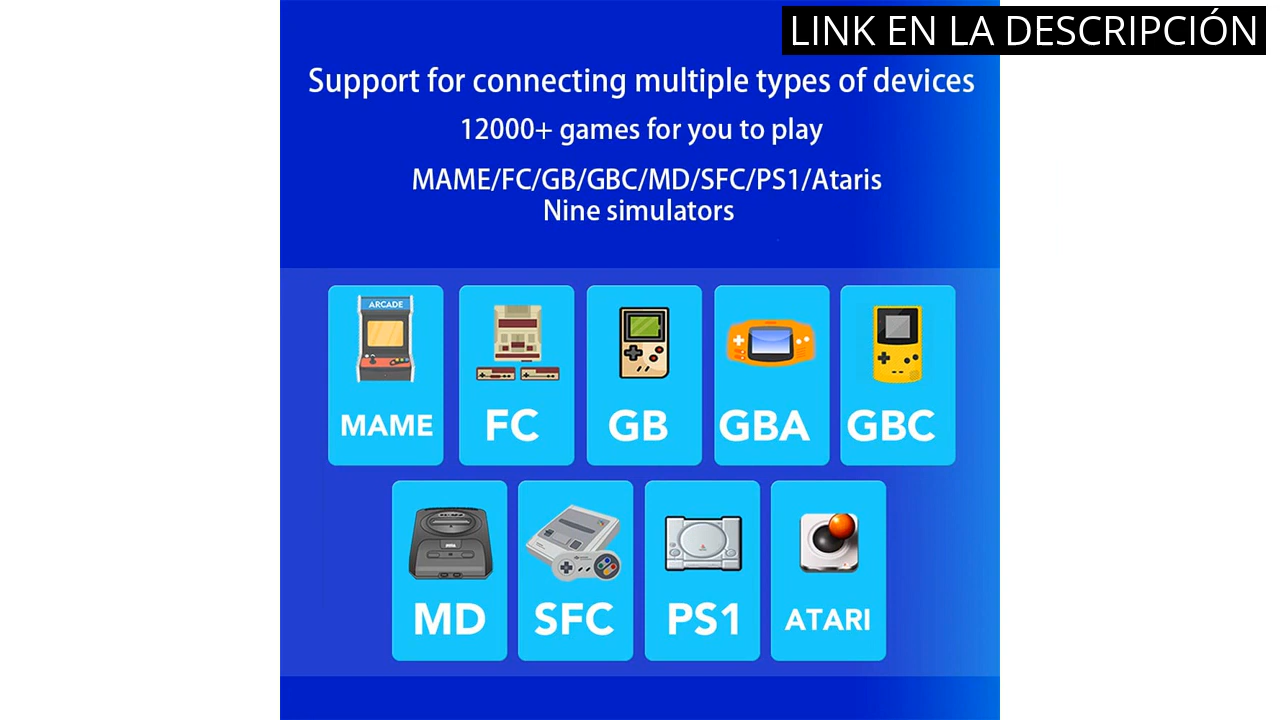 LINK EN LA DESCRIPCIÓN
Support for connecting multiple types of devices
12000+ games for you to play
MAME/FC/GB/GBC/MD/SFC/PS1/Ataris
Nine simulators
ARCADE
MAME
FC
GB
GBA
GBC
MD
SFC
PS1
ATARI